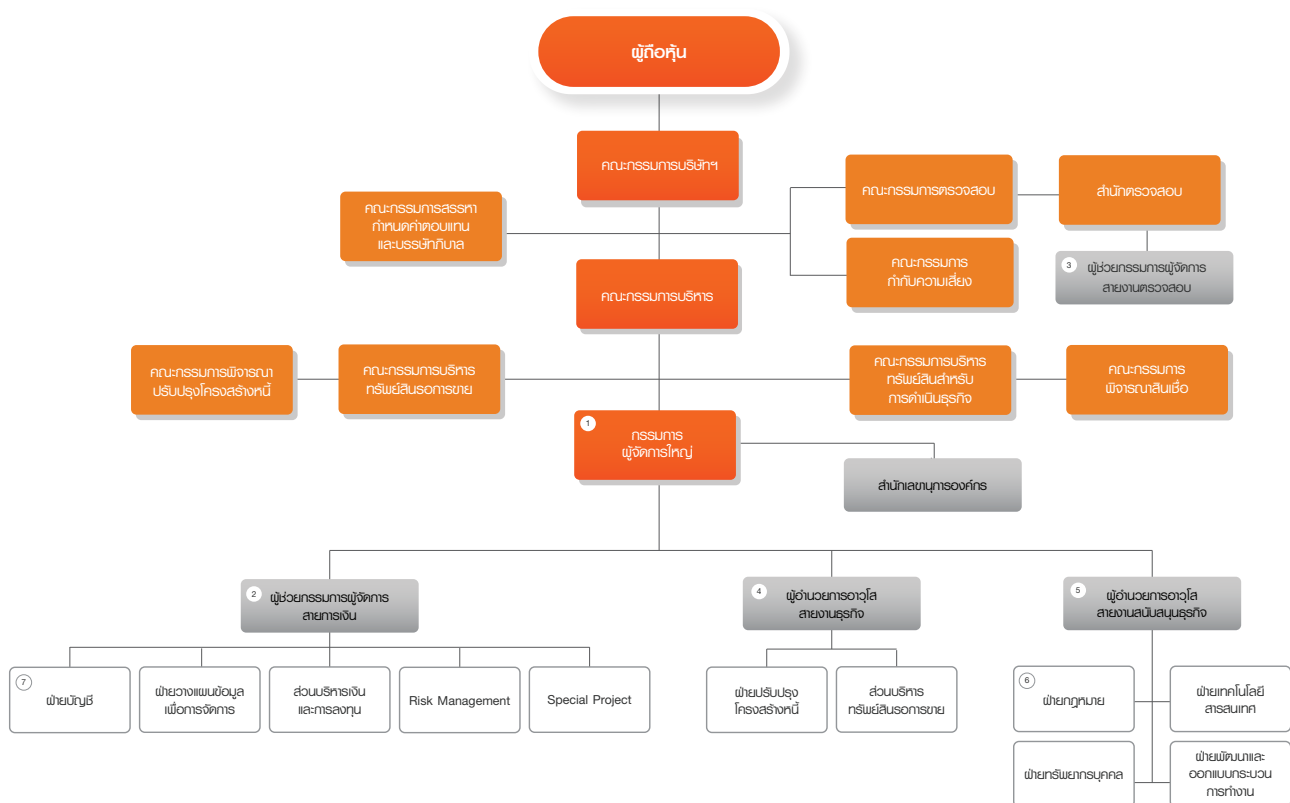 ผู้ถือหุ้น
คณะกรรมการบริษัทฯ
คณะกรรมการสรรหา
กำหนดค่าตอบแทน
และบรรษัทภิบาล
คณะกรรมการตรวจสอบ
สำนักตรวจสอบ
คณะกรรมการ
กำกับความเสี่ยง
3
ผู้ช่วยกรรมการผู้จัดการ
สายงานตรวจสอบ
คณะกรรมการบริหาร
คณะกรรมการพิจารณา
ปรับปรุงโครงสร้างหนี้
คณะกรรมการบริหาร
ทรัพย์สินรอการขาย
คณะกรรมการบริหาร
ทรัพย์สินสำหรับ
การดำเนินธุรกิจ
คณะกรรมการ
พิจารณาสินเชื่อ
1
กรรมการ
ผู้จัดการใหญ่
สำนักเลขานุการองค์กร
2
ผู้ช่วยกรรมการผู้จัดการ
สายการเงิน
4
ผู้อำนวยการอาวุโส
สายงานธุรกิจ
5
ผู้อำนวยการอาวุโส
สายงานสนับสนุนธุรกิจ
7
ฝ่ายบัญชี
ฝ่ายวางแผนข้อมูล
เพื่อการจัดการ
ส่วนบริหารเงิน
และการลงทุน
Risk Management
Special Project
ฝ่ายปรับปรุง
โครงสร้างหนี้
ส่วนบริหาร
ทรัพย์สินรอการขาย
6
ฝ่ายกฎหมาย
ฝ่ายเทคโนโลยี
สารสนเทศ
ฝ่ายทรัพยากรบุคคล
ฝ่ายพัฒนาและ
ออกแบบกระบวน
การทำงาน